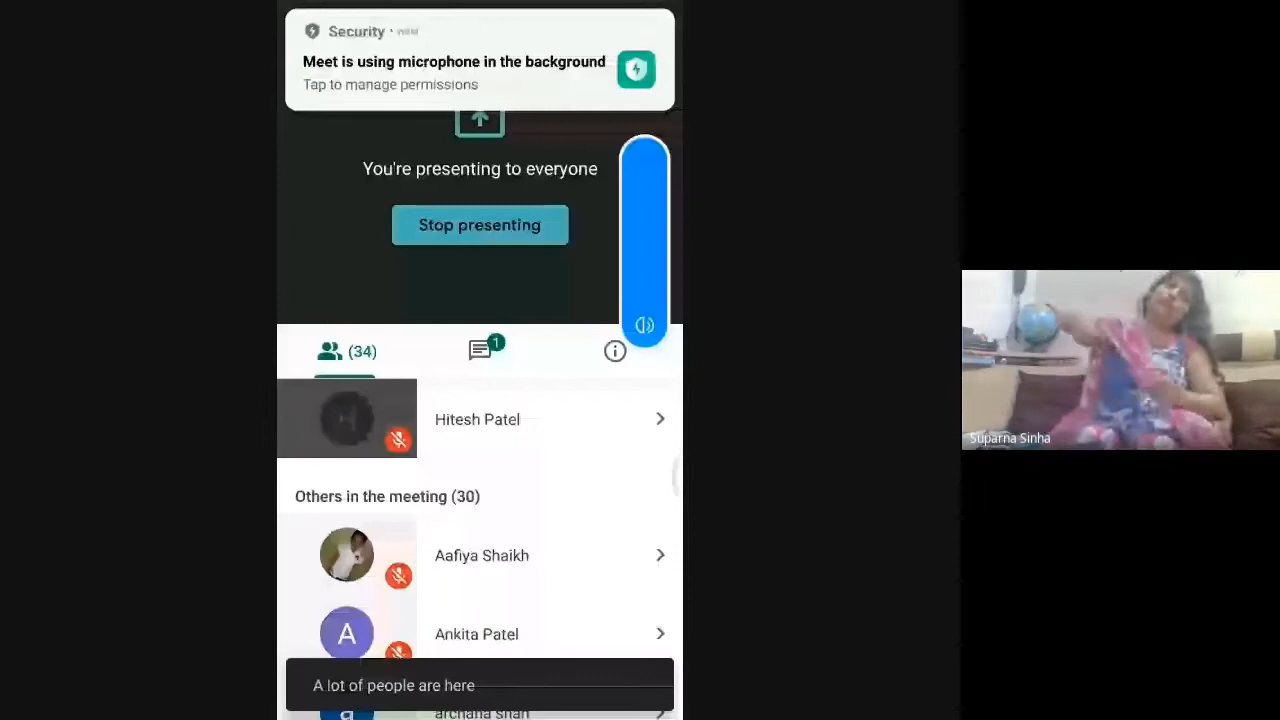 Security • now
Meet is using microphone in the background
Tap to manage permissions
You're presenting to everyone
Stop presenting
(34)
1
Hitesh Patel
Others in the meeting (30)
Aafiya Shaikh
A
Ankita Patel
A lot of people are here
a
archana shah
Suparna Sinha